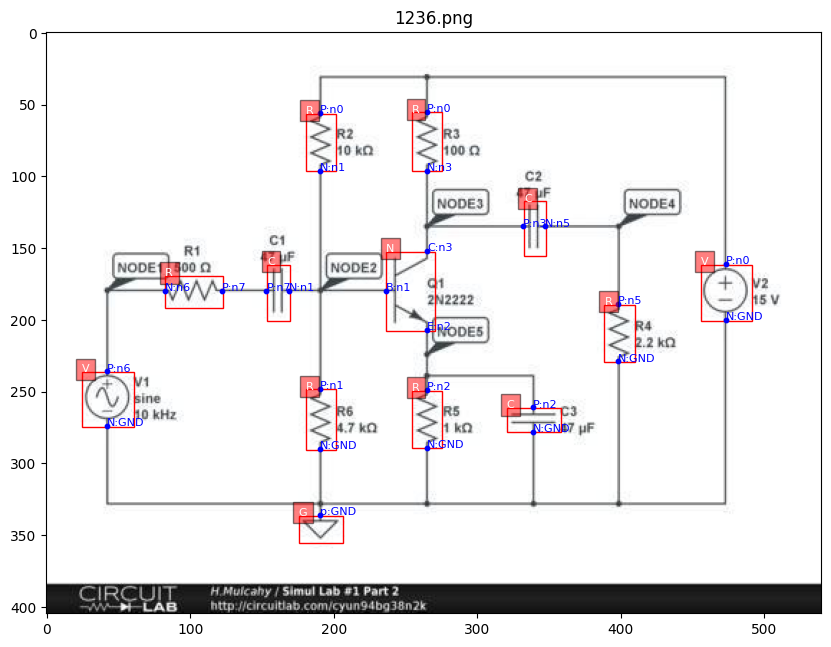 1236.png
0
50
100
150
200
250
300
350
400
0
100
200
300
400
500
R
P:n0
R2
10 kΩ
N:n1
R
P:n0
R3
100 Ω
N:n3
C2
47 µF
C
P:n3
N:n5
NODE3
NODE4
NODE1
R1
500 Ω
R
N:n6
P:n7
C1
47 µF
C
P:n7
N:n1
NODE2
N
C:n3
B:n1
Q1
2N2222
E:n2
NODE5
V
P:n0
V2
15 V
N:GND
R
P:n5
R4
2.2 kΩ
N:GND
V
P:n6
V1
sine
10 kHz
N:GND
R
P:n1
R6
4.7 kΩ
N:GND
R
P:n2
R5
1 kΩ
N:GND
C
P:n2
C3
47 µF
N:GND
G
p:GND
CIRCUIT
LAB
H.Mulcahy / Simul Lab #1 Part 2
http://circuitlab.com/cyun94bg38n2k